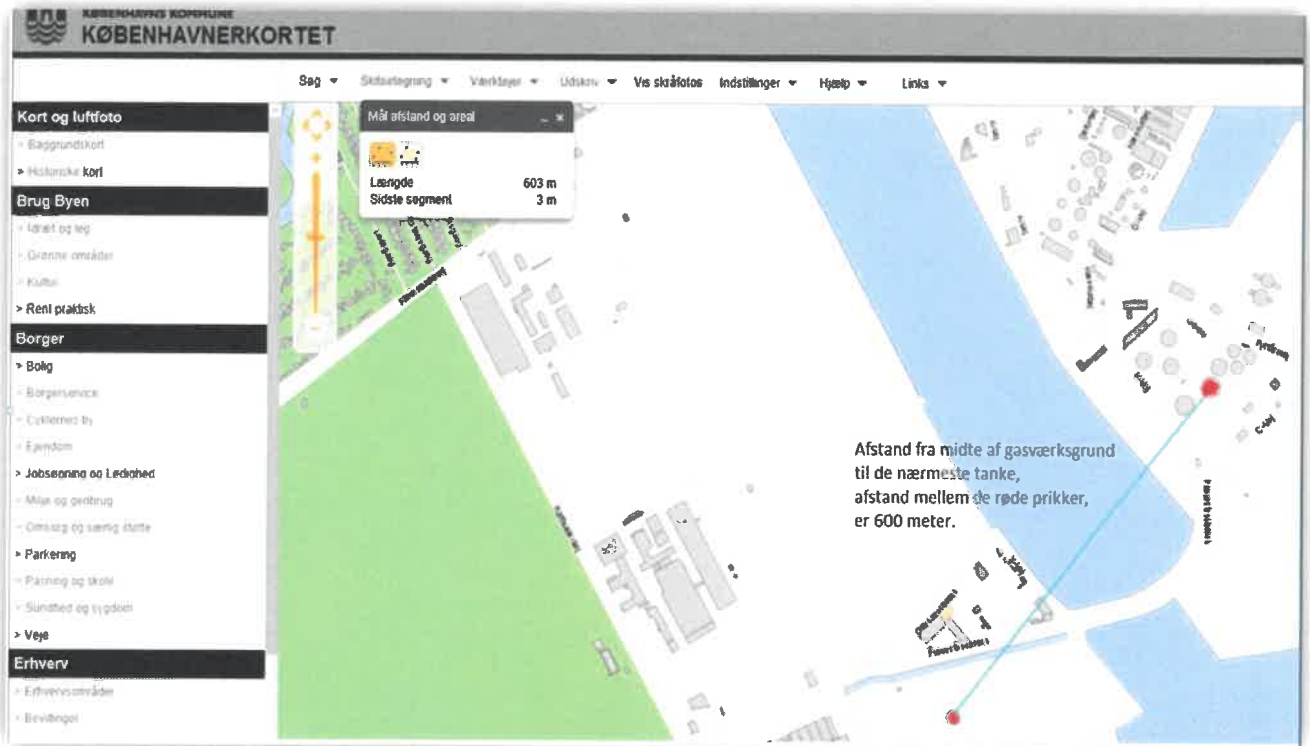 KØBENHAVNS KOMMUNE
KØBENHAVNERKORTET
Søg
Skitsetegning
Værktøjer
Udskriv
Vis skråfotos
Indstillinger
Hjælp
Links
Kort og luftfoto
Baggrundskort
» Historiske kort
Brug Byen
Idræt og leg
Grønne områder
Kultur
> Rent praktisk
Borger
> Bolig
Borgerservice
Cyklernes by
Ejendom
> Jobsøgning og Ledighed
Miljø og genbrug
Omsorg og særlig støtte
> Parkering
Pasning og skole
Sundhed og sygdom
> Veje
Erhverv
Erhvervsområder
Bevillinger
Mål afstand og areal
Længde 603 m
Sidste segment 3 m
Afstand fra midte af gasværksgrund
til de nærmeste tanke,
afstand mellem de røde prikker,
er 600 meter.